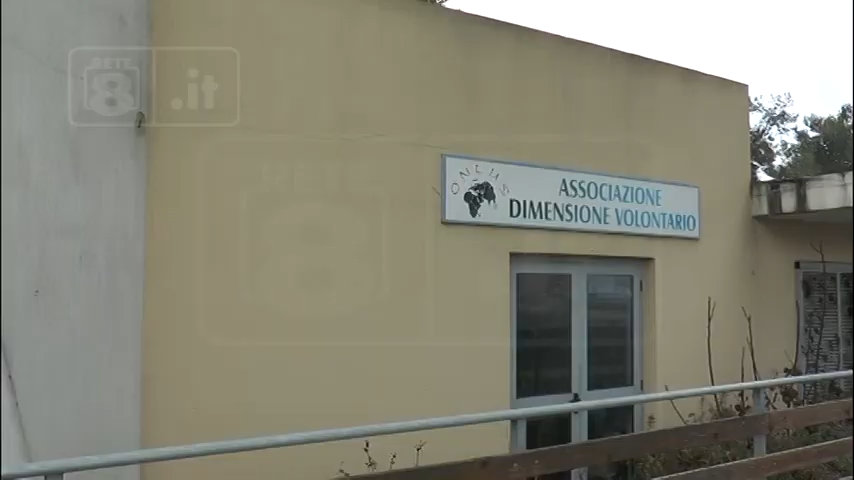 RETE
8 .it
ONLUS
ASSOCIAZIONE
DIMENSIONE VOLONTARIO